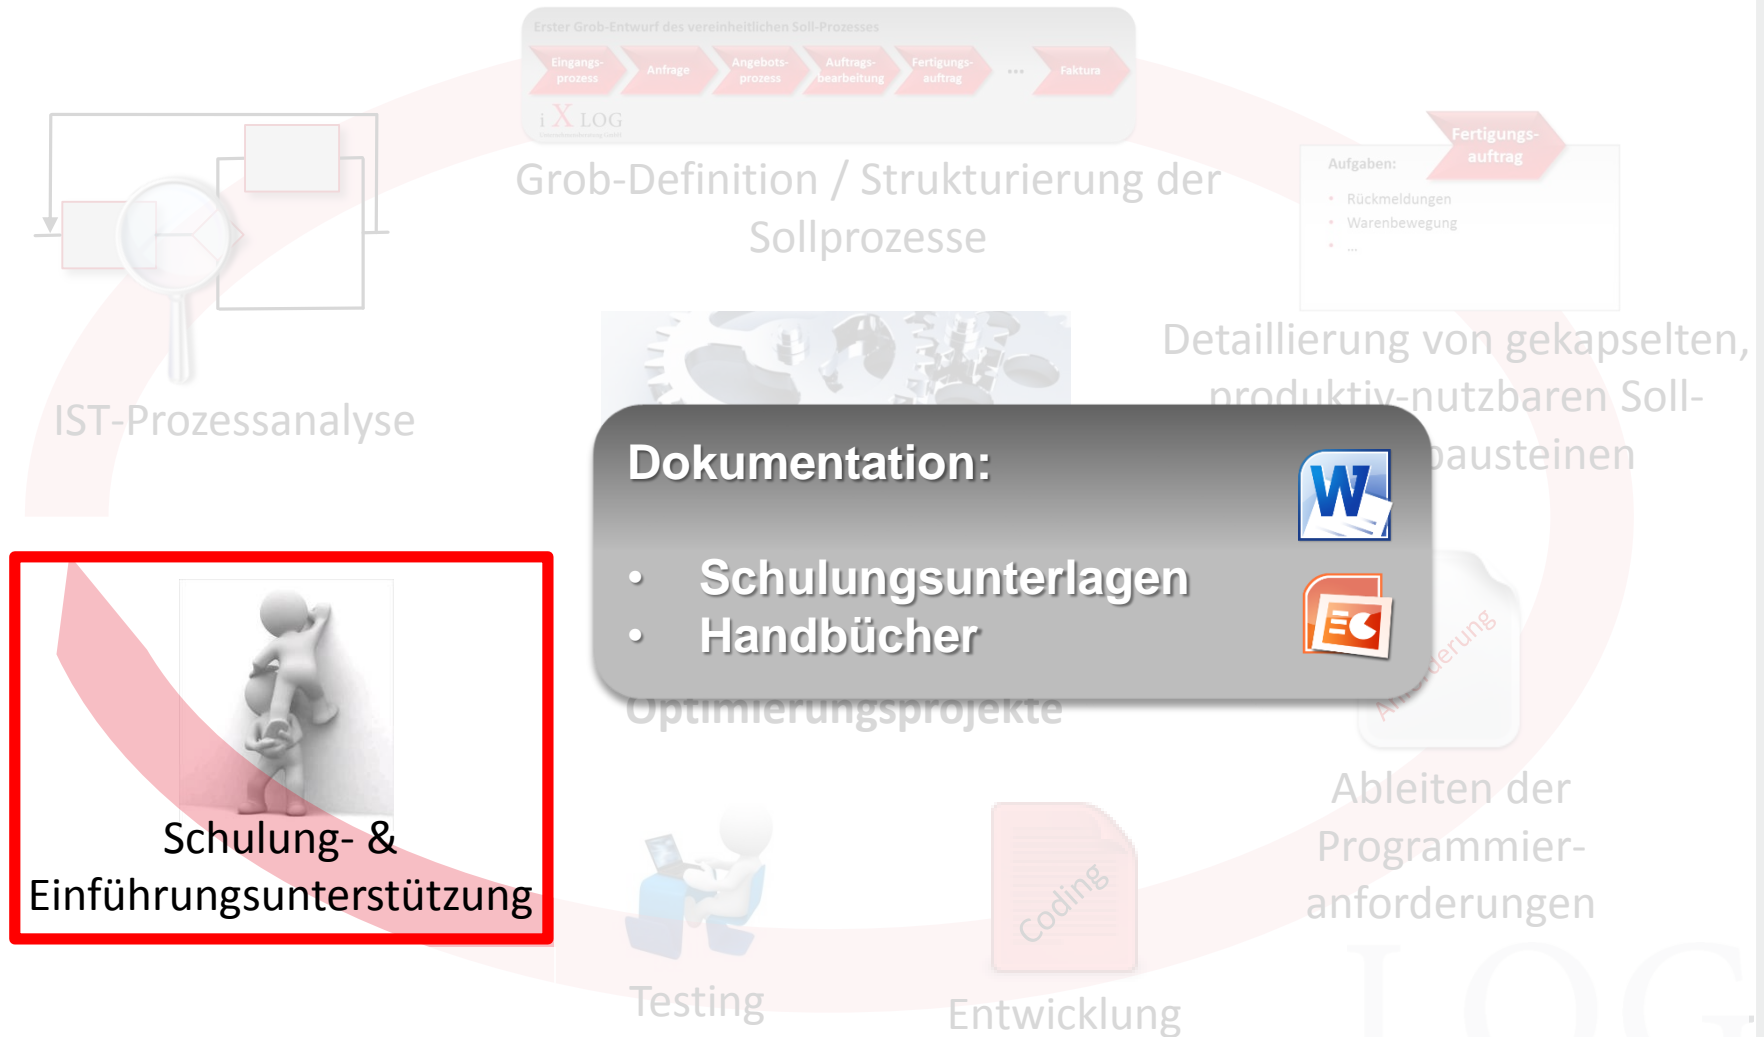 Erster Grob-Entwurf des vereinheitlichen Soll-Prozesses
Eingangs-
prozess
Anfrage
Angebots-
prozess
Auftrags-
bearbeitung
Fertigungs-
auftrag
...
Faktura
i X LOG
Grob-Definition / Strukturierung der
Sollprozesse
Fertigungs-
auftrag
Aufgaben:
• Rückmeldungen
• Warenbewegung
• ...
Detaillierung von gekapselten,
produktiv-nutzbaren Soll-
bausteinen
IST-Prozessanalyse
Dokumentation:
• Schulungsunterlagen
• Handbücher
W
Optimierungsprojekte
Schulung- &
Einführungsunterstützung
Ableiten der
Programmier-
anforderungen
Coding
Testing
Entwicklung
LOG